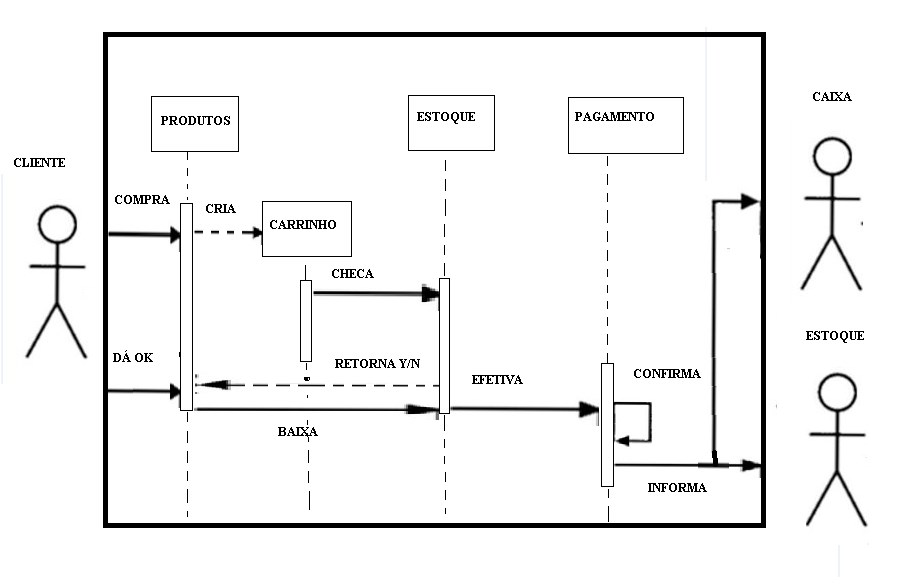 CAIXA
PRODUTOS
ESTOQUE
PAGAMENTO
CLIENTE
COMPRA
CRIA
CARRINHO
CHECA
ESTOQUE
DÁ OK
RETORNA Y/N
EFETIVA
CONFIRMA
BAIXA
INFORMA